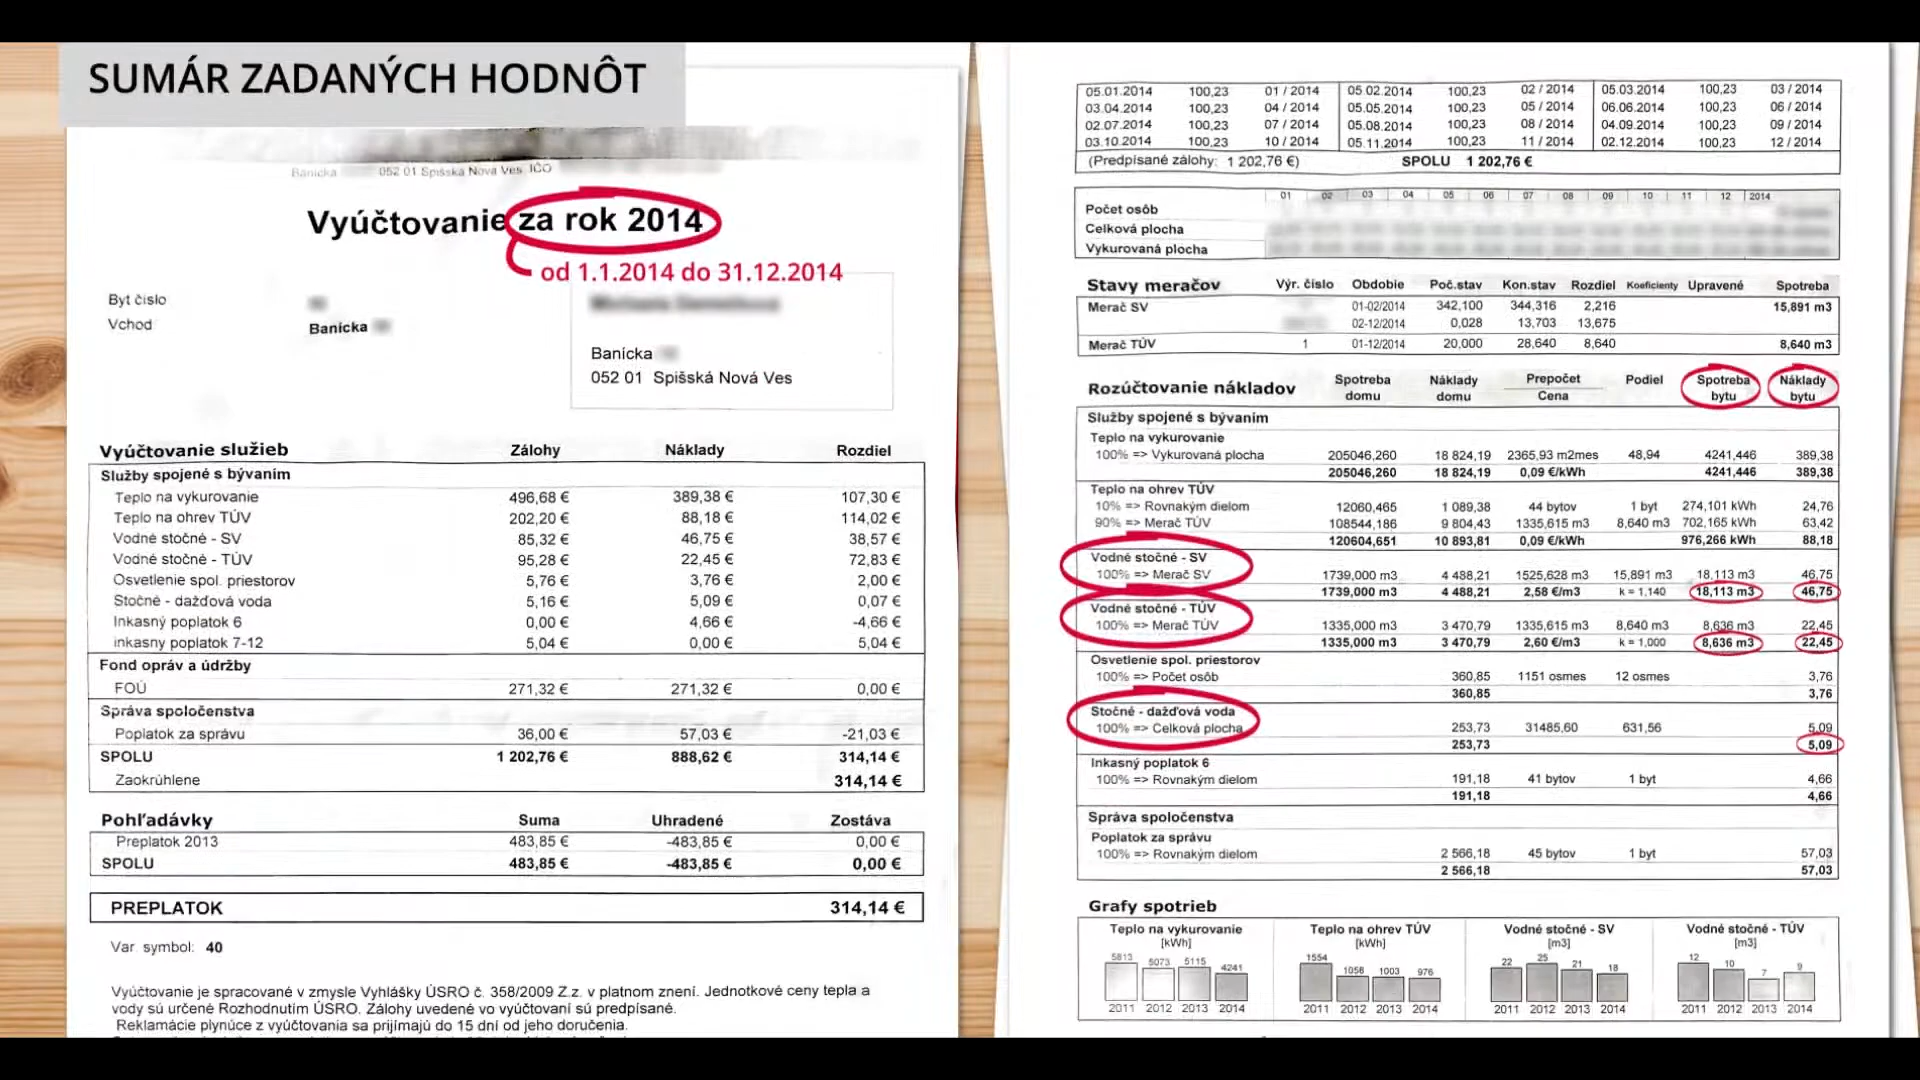 SUMÁR ZADANÝCH HODNÔT
Banícka 052 01 Spišská Nová Ves IČO
Vyúčtovanie za rok 2014
od 1.1.2014 do 31.12.2014
Byt číslo
Vchod Banícka
Banícka
052 01 Spišská Nová Ves
Vyúčtovanie služieb Zálohy Náklady Rozdiel
Služby spojené s bývaním
Teplo na vykurovanie 496,68 € 389,38 € 107,30 €
Teplo na ohrev TÚV 202,20 € 88,18 € 114,02 €
Vodné stočné - SV 85,32 € 46,75 € 38,57 €
Vodné stočné - TÚV 95,28 € 22,45 € 72,83 €
Osvetlenie spol. priestorov 5,76 € 3,76 € 2,00 €
Stočné - dažďová voda 5,16 € 5,09 € 0,07 €
Inkasný poplatok 6 0,00 € 4,66 € -4,66 €
inkasny poplatok 7-12 5,04 € 0,00 € 5,04 €
Fond opráv a údržby
FOÚ 271,32 € 271,32 € 0,00 €
Správa spoločenstva
Poplatok za správu 36,00 € 57,03 € -21,03 €
SPOLU 1 202,76 € 888,62 € 314,14 €
Zaokrúhlene 314,14 €
Pohľadávky Suma Uhradené Zostáva
Preplatok 2013 483,85 € -483,85 € 0,00 €
SPOLU 483,85 € -483,85 € 0,00 €
PREPLATOK 314,14 €
Var. symbol: 40
Vyúčtovanie je spracované v zmysle Vyhlášky ÚSRO č. 358/2009 Z.z. v platnom znení. Jednotkové ceny tepla a
vody sú určené Rozhodnutím ÚSRO. Zálohy uvedené vo vyúčtovaní sú predpísané.
Reklamácie plynúce z vyúčtovania sa prijímajú do 15 dní od jeho doručenia.
05.01.2014 100,23 01 / 2014 05 02.2014 100,23 02 / 2014 05.03.2014 100,23 03 / 2014
03.04.2014 100,23 04 / 2014 05.05.2014 100,23 05 / 2014 06.06.2014 100,23 06 / 2014
02.07.2014 100,23 07 / 2014 05.08.2014 100,23 08 / 2014 04.09.2014 100,23 09 / 2014
03.10.2014 100,23 10 / 2014 05.11.2014 100,23 11 / 2014 02.12.2014 100,23 12 / 2014
(Predpísané zálohy: 1 202,76 €) SPOLU 1 202,76 €
01 02 03 04 05 06 07 08 09 10 11 12 2014
Počet osôb
Celková plocha
Vykurovaná plocha
Stavy meračov Výr. číslo Obdobie Poč.stav Kon.stav Rozdiel Koeficienty Upravené Spotreba
Merač SV 01-02/2014 342,100 344,316 2,216 15,891 m3
02-12/2014 0,028 13,703 13,675
Merač TÚV 1 01-12/2014 20,000 28,640 8,640 8,640 m3
Rozúčtovanie nákladov Spotreba domu Náklady domu Prepočet Cena Podiel Spotreba bytu Náklady bytu
Služby spojené s bývaním
Teplo na vykurovanie
100% => Vykurovaná plocha 205046,260 18 824,19 2365,93 m2mes 48,94 4241,446 389,38
205046,260 18 824,19 0,09 €/kWh 4241,446 389,38
Teplo na ohrev TÚV
10% => Rovnakým dielom 12060,465 1 089,38 44 bytov 1 byt 274,101 kWh 24,76
90% => Merač TÚV 108544,186 9 804,43 1335,615 m3 8,640 m3 702,165 kWh 63,42
120604,651 10 893,81 0,09 €/kWh 976,266 kWh 88,18
Vodné stočné - SV
100% => Merač SV 1739,000 m3 4 488,21 1525,628 m3 15,891 m3 18,113 m3 46,75
1739,000 m3 4 488,21 2,58 €/m3 k = 1,140 18,113 m3 46,75
Vodné stočné - TÚV
100% => Merač TÚV 1335,000 m3 3 470,79 1335,615 m3 8,640 m3 8,636 m3 22,45
1335,000 m3 3 470,79 2,60 €/m3 k = 1,000 8,636 m3 22,45
Osvetlenie spol. priestorov
100% => Počet osôb 360,85 1151 osmes 12 osmes 3,76
360,85 3,76
Stočné - dažďová voda
100% => Celková plocha 253,73 31485,60 631,56 5,09
253,73 5,09
Inkasný poplatok 6
100% => Rovnakým dielom 191,18 41 bytov 1 byt 4,66
191,18 4,66
Správa spoločenstva
Poplatok za správu
100% => Rovnakým dielom 2 566,18 45 bytov 1 byt 57,03
2 566,18 57,03
Grafy spotrieb
Teplo na vykurovanie Teplo na ohrev TÚV Vodné stočné - SV Vodné stočné - TÚV
[kWh] [kWh] [m3] [m3]
5813 5073 5115 4241 1554 1056 1003 976 22 25 21 18 12 10 7 9
2011 2012 2013 2014 2011 2012 2013 2014 2011 2012 2013 2014 2011 2012 2013 2014